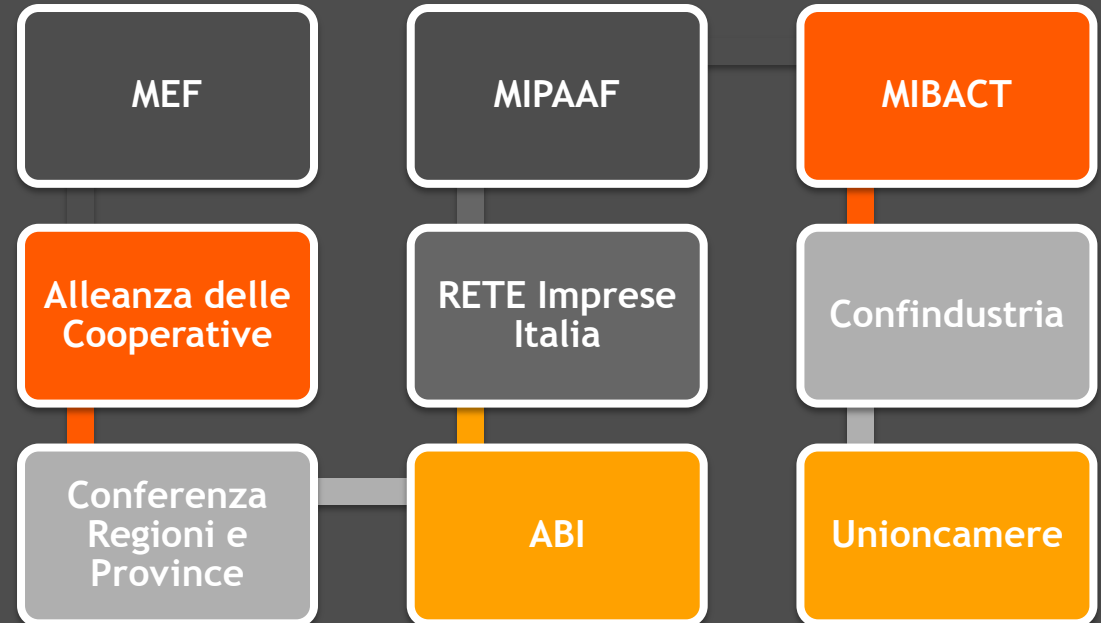 MEF
MIPAAF
MIBACT
Alleanza delle
Cooperative
RETE Imprese
Italia
Confindustria
Conferenza
Regioni e
Province
ABI
Unioncamere